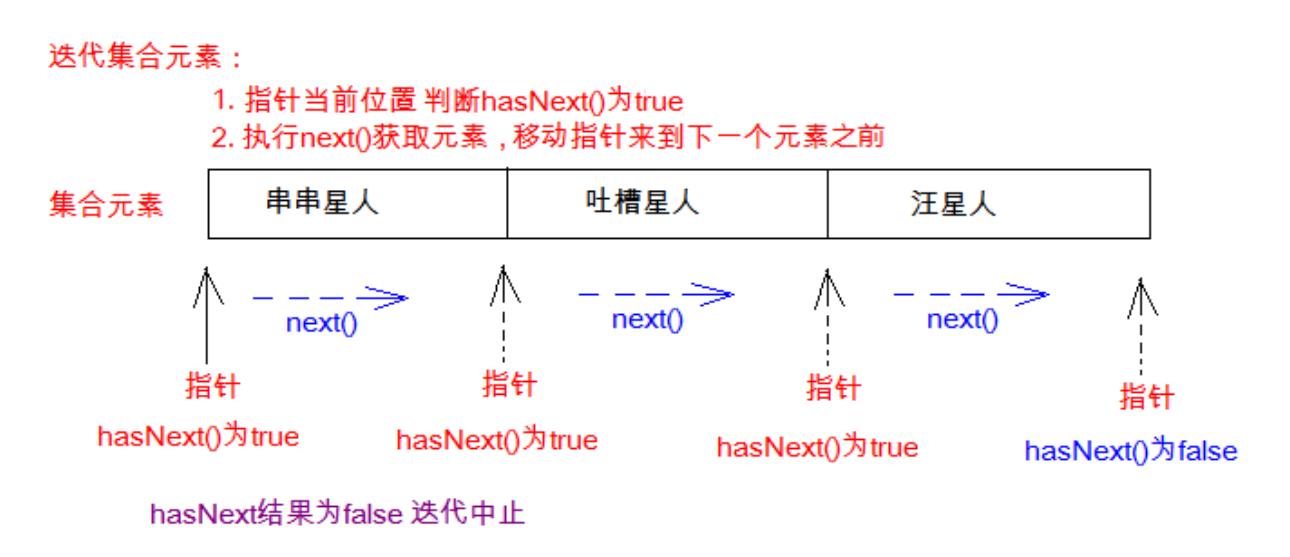 迭代集合元素：
1. 指针当前位置 判断hasNext()为true
2. 执行next()获取元素，移动指针来到下一个元素之前
集合元素 串串星人 吐槽星人 汪星人
next() next() next()
指针 指针 指针 指针
hasNext()为true hasNext()为true hasNext()为true hasNext()为false
hasNext结果为false 迭代中止